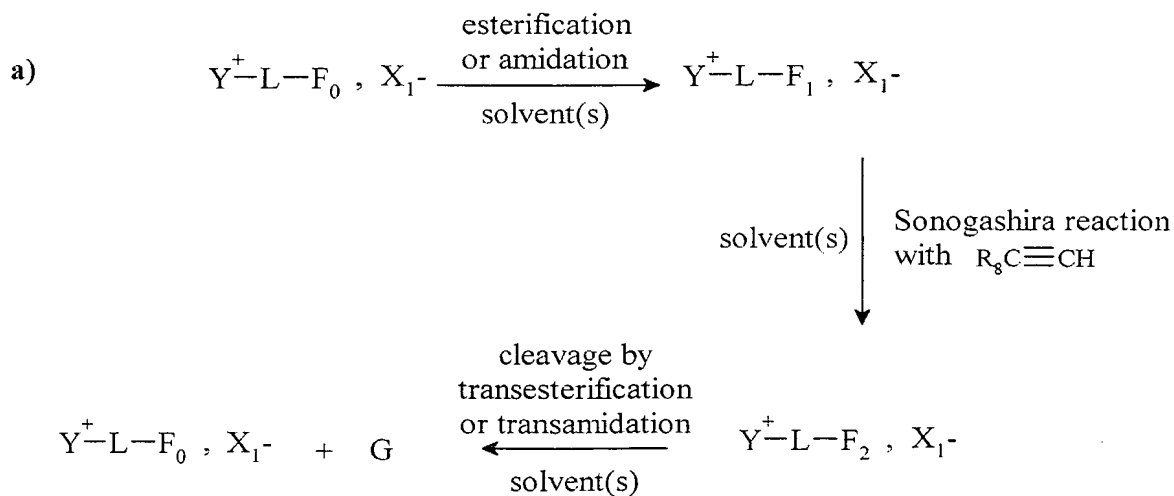 esterification
or amidation
a) Y⁺–L–F₀ , X₁- Y⁺–L–F₁ , X₁-
solvent(s)
solvent(s)
Sonogashira reaction
with R₈C≡CH
cleavage by
transesterification
or transamidation
Y⁺–L–F₀ , X₁- + G Y⁺–L–F₂ , X₁-
solvent(s)